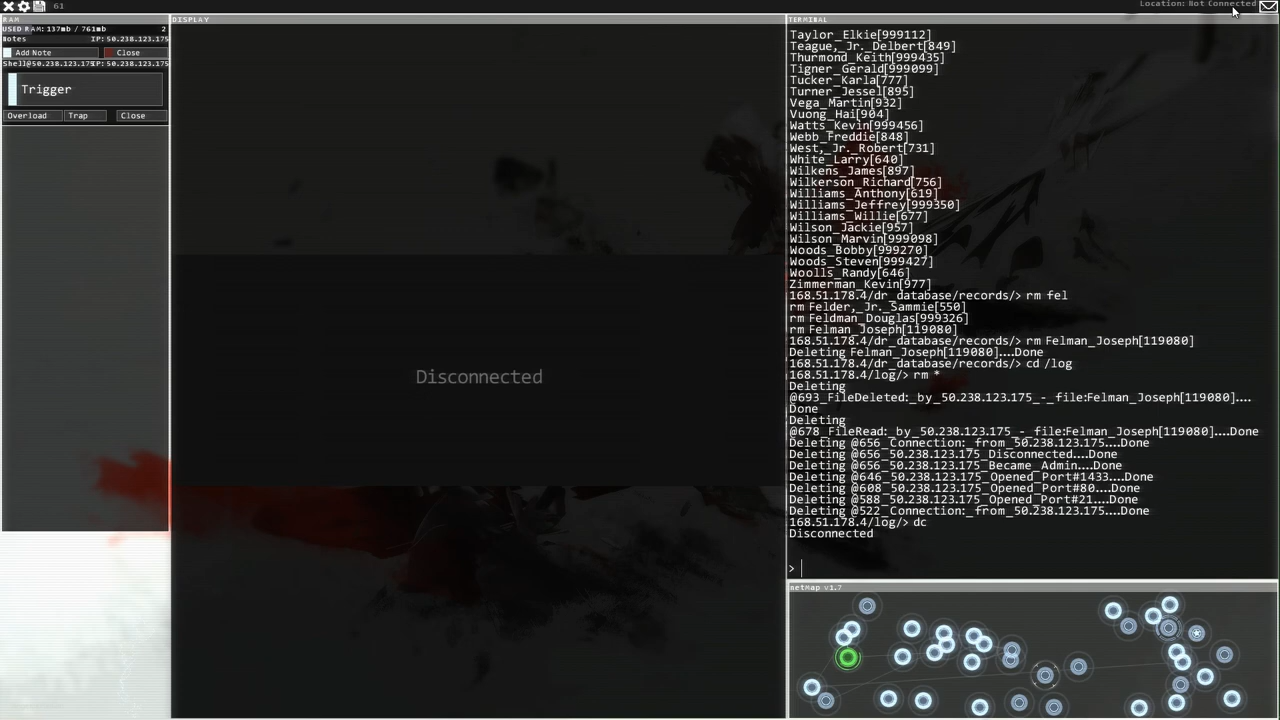 61
Location: Not Connected
RAM
USED RAM: 137mb / 761mb 2
Notes IP: 50.238.123.175
Add Note Close
Shell@50.238.123.175 IP: 50.238.123.175
Trigger
Overload Trap Close
DISPLAY
Disconnected
TERMINAL
Taylor_Elkie[999112]
Teague,_Jr._Delbert[849]
Thurmond_Keith[999435]
Tigner_Gerald[999099]
Tucker_Karla[777]
Turner_Jessel[895]
Vega_Martin[932]
Vuong_Hai[904]
Watts_Kevin[999456]
Webb_Freddie[848]
West,_Jr._Robert[731]
White_Larry[640]
Wilkens_James[897]
Wilkerson_Richard[756]
Williams_Anthony[619]
Williams_Jeffrey[999350]
Williams_Willie[677]
Wilson_Jackie[957]
Wilson_Marvin[999098]
Woods_Bobby[999270]
Woods_Steven[999427]
Woolls_Randy[646]
Zimmerman_Kevin[977]
168.51.178.4/dr_database/records/> rm fel
rm Felder,_Jr._Sammie[550]
rm Feldman_Douglas[999326]
rm Felman_Joseph[119080]
168.51.178.4/dr_database/records/> rm Felman_Joseph[119080]
Deleting Felman_Joseph[119080]....Done
168.51.178.4/dr_database/records/> cd /log
168.51.178.4/log/> rm *
Deleting
@693_FileDeleted:_by_50.238.123.175_-_file:Felman_Joseph[119080]....
Done
Deleting
@678_FileRead:_by_50.238.123.175_-_file:Felman_Joseph[119080]....Done
Deleting @656_Connection:_from_50.238.123.175....Done
Deleting @656_50.238.123.175_Disconnected....Done
Deleting @656_50.238.123.175_Became_Admin....Done
Deleting @646_50.238.123.175_Opened_Port#1433....Done
Deleting @608_50.238.123.175_Opened_Port#80....Done
Deleting @588_50.238.123.175_Opened_Port#21....Done
Deleting @522_Connection:_from_50.238.123.175....Done
168.51.178.4/log/> dc
Disconnected
>
netMap v1.7